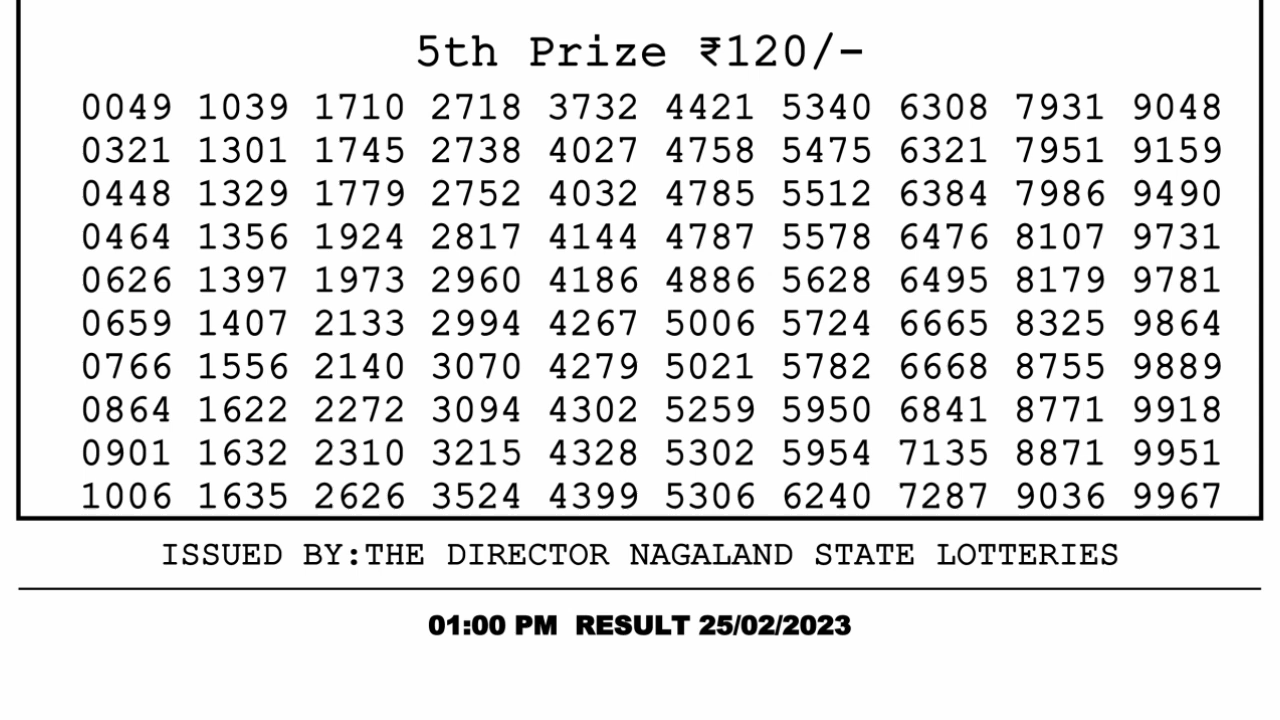 5th Prize ₹120/-
0049 1039 1710 2718 3732 4421 5340 6308 7931 9048
0321 1301 1745 2738 4027 4758 5475 6321 7951 9159
0448 1329 1779 2752 4032 4785 5512 6384 7986 9490
0464 1356 1924 2817 4144 4787 5578 6476 8107 9731
0626 1397 1973 2960 4186 4886 5628 6495 8179 9781
0659 1407 2133 2994 4267 5006 5724 6665 8325 9864
0766 1556 2140 3070 4279 5021 5782 6668 8755 9889
0864 1622 2272 3094 4302 5259 5950 6841 8771 9918
0901 1632 2310 3215 4328 5302 5954 7135 8871 9951
1006 1635 2626 3524 4399 5306 6240 7287 9036 9967
ISSUED BY:THE DIRECTOR NAGALAND STATE LOTTERIES
01:00 PM RESULT 25/02/2023